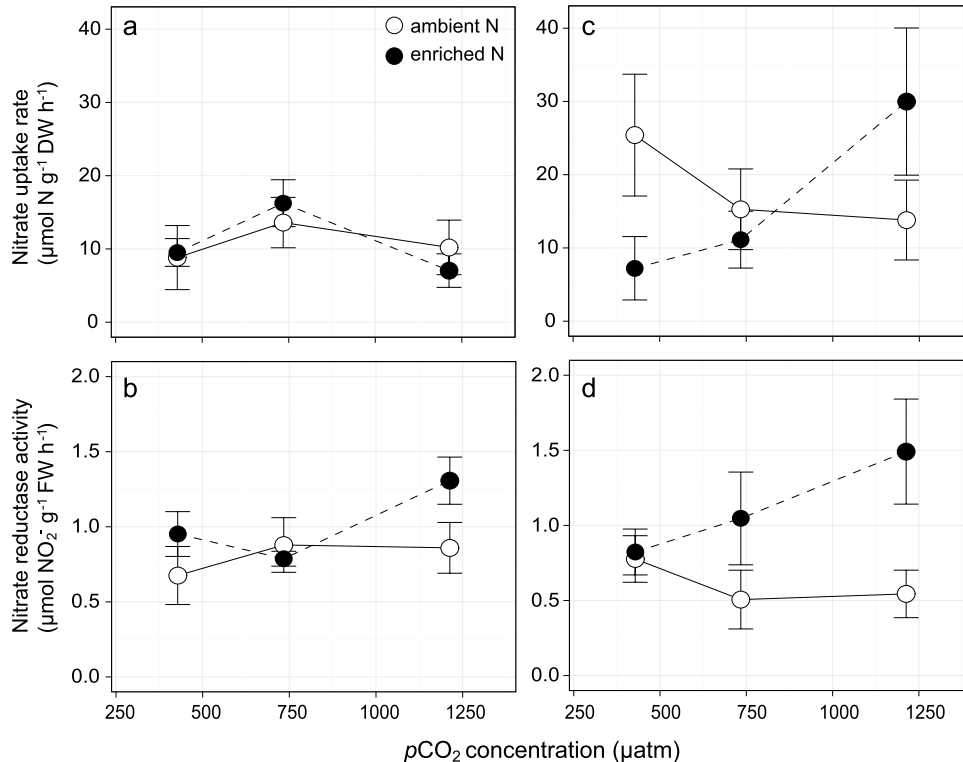 a
ambient N
enriched N
Nitrate uptake rate
(µmol N g⁻¹ DW h⁻¹)
40
30
20
10
0
c
40
30
20
10
0
b
Nitrate reductase activity
(µmol NO₂⁻ g⁻¹ FW h⁻¹)
2.0
1.5
1.0
0.5
0.0
250 500 750 1000 1250
d
2.0
1.5
1.0
0.5
0.0
250 500 750 1000 1250
pCO₂ concentration (µatm)